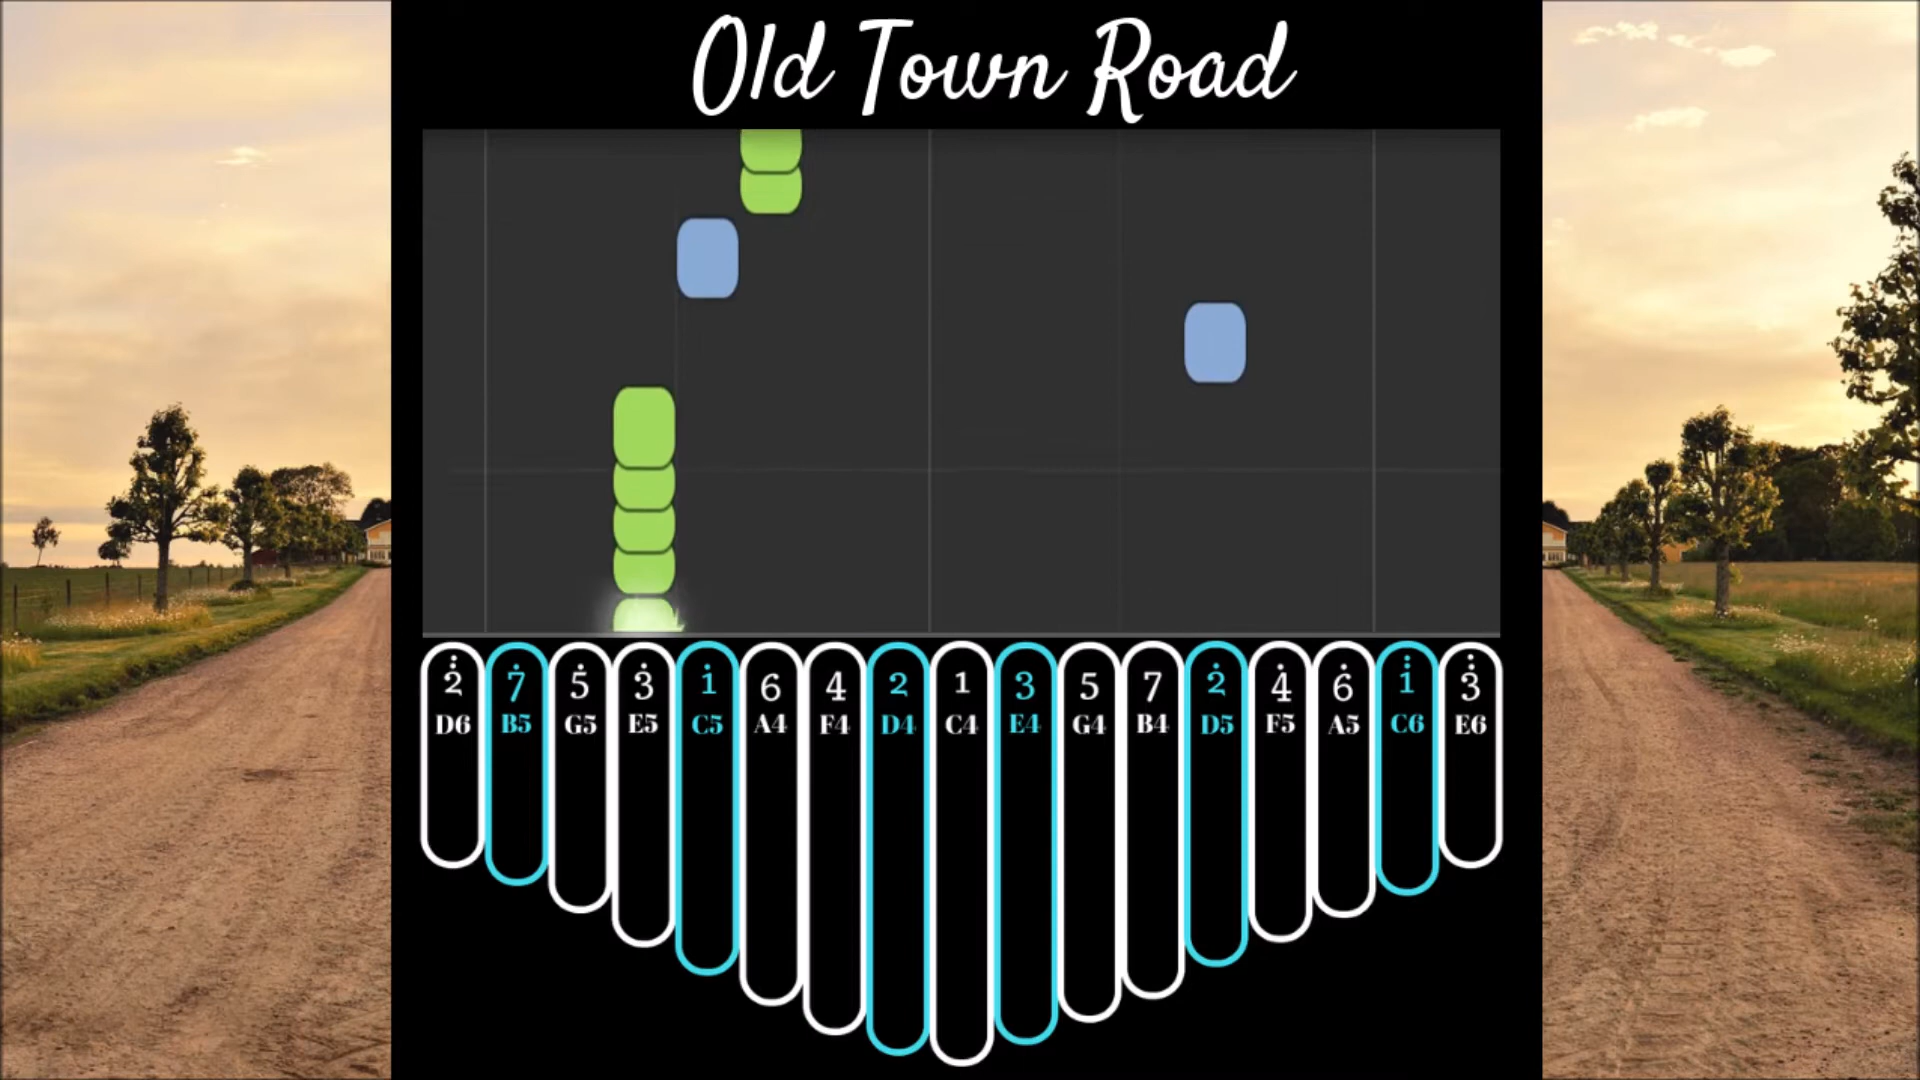 Old Town Road
2̈ 7̇ 5̇ 3̇ 1̇ 6 4 2 1 3 5 7 2̇ 4̇ 6̇ 1̈ 3̈
D6 B5 G5 E5 C5 A4 F4 D4 C4 E4 G4 B4 D5 F5 A5 C6 E6